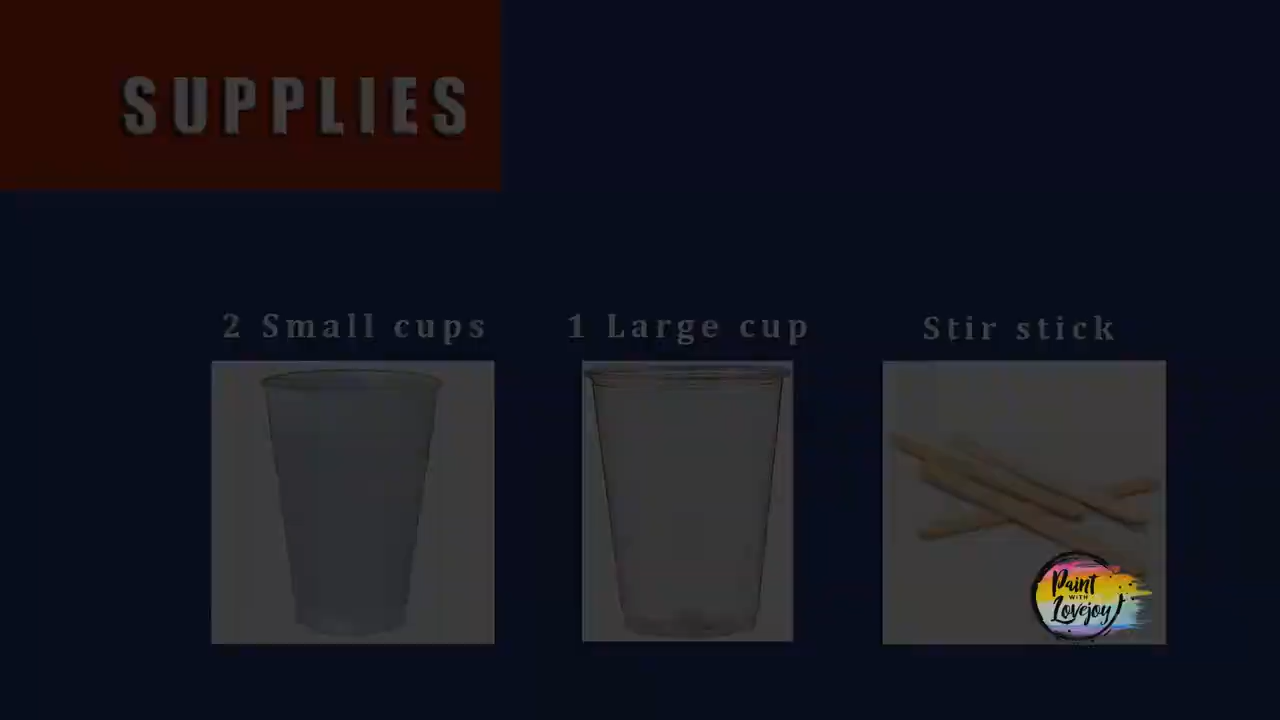 SUPPLIES
2 Small cups
1 Large cup
Stir stick
Paint
WITH
Lovejoy